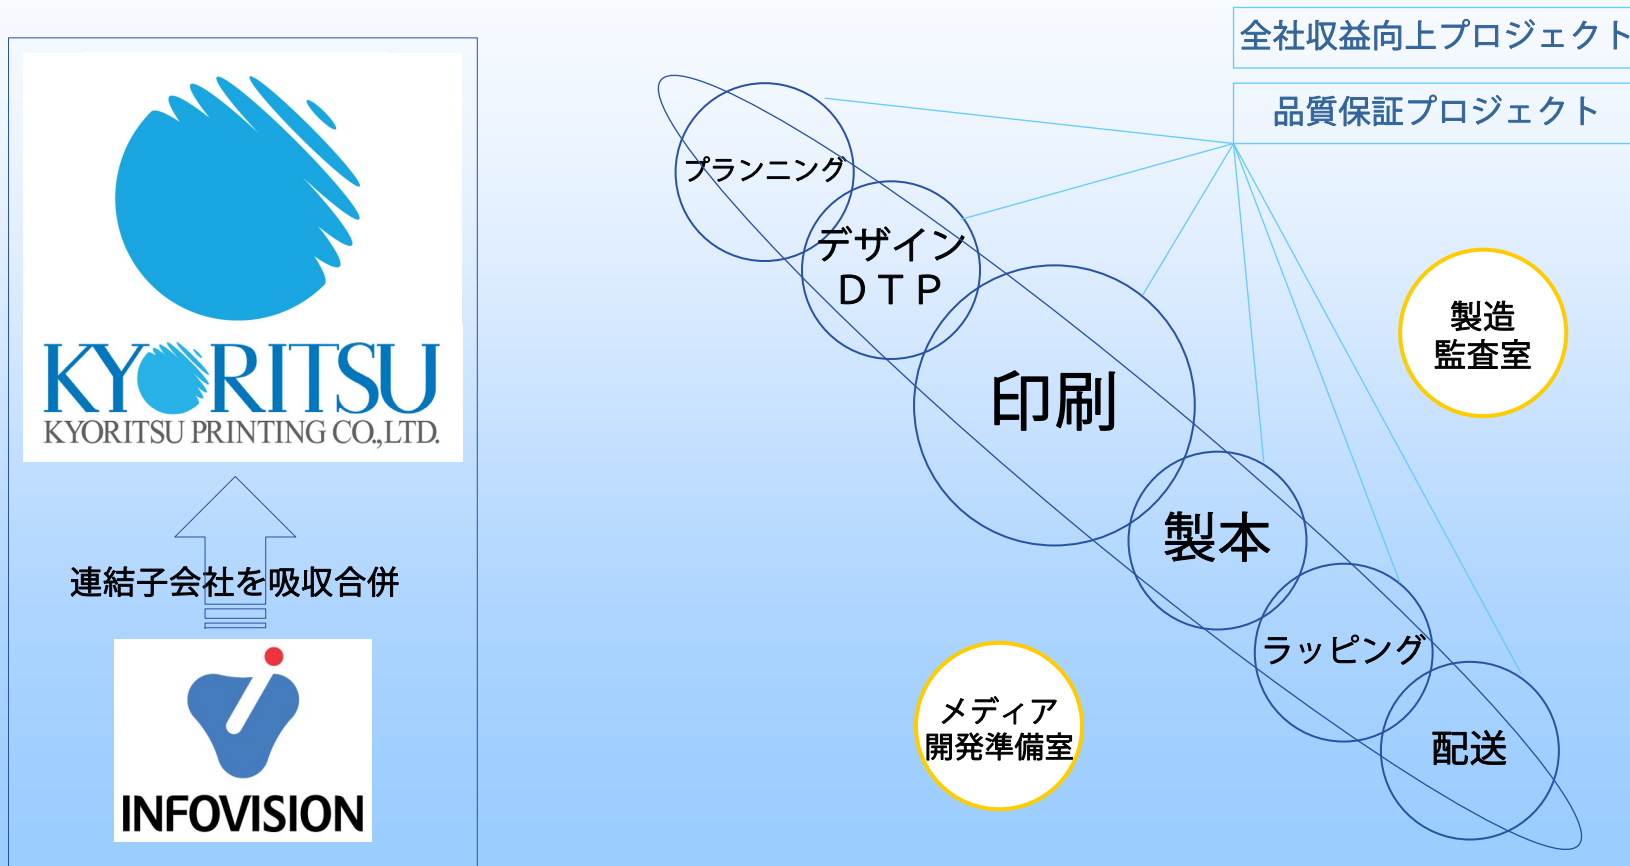 KYORITSU
KYORITSU PRINTING CO.,LTD.
連結子会社を吸収合併
INFOVISION
全社収益向上プロジェクト
品質保証プロジェクト
プランニング
デザイン
ＤＴＰ
印刷
製本
ラッピング
配送
製造
監査室
メディア
開発準備室